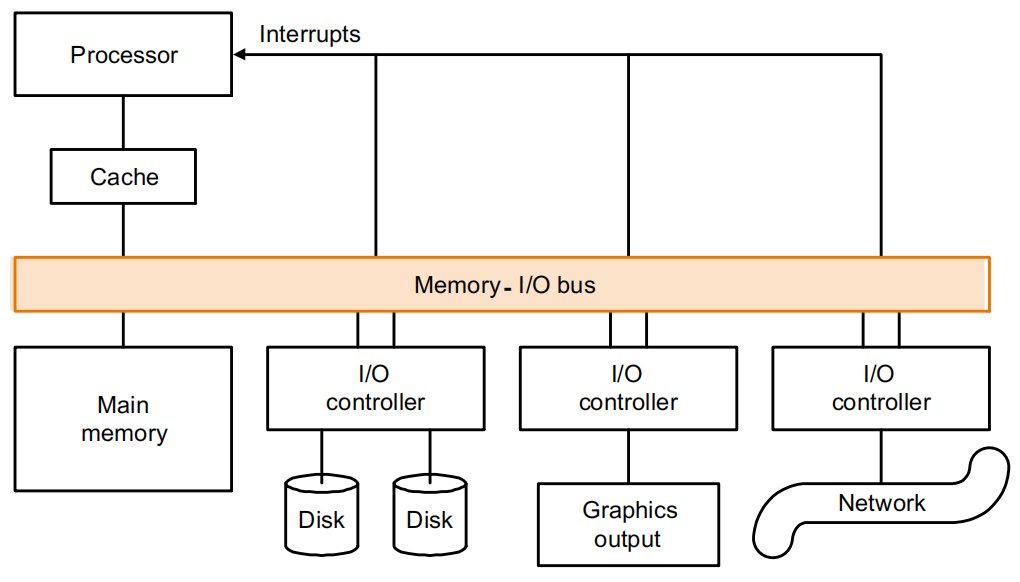 Processor
Interrupts
Cache
Memory - I/O bus
Main
memory
I/O
controller
I/O
controller
I/O
controller
Disk
Disk
Graphics
output
Network